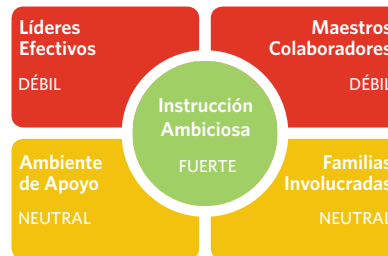 Líderes
Efectivos
DÉBIL
Maestros
Colaboradores
DÉBIL
Instrucción
Ambiciosa
FUERTE
Ambiente
de Apoyo
NEUTRAL
Familias
Involucradas
NEUTRAL